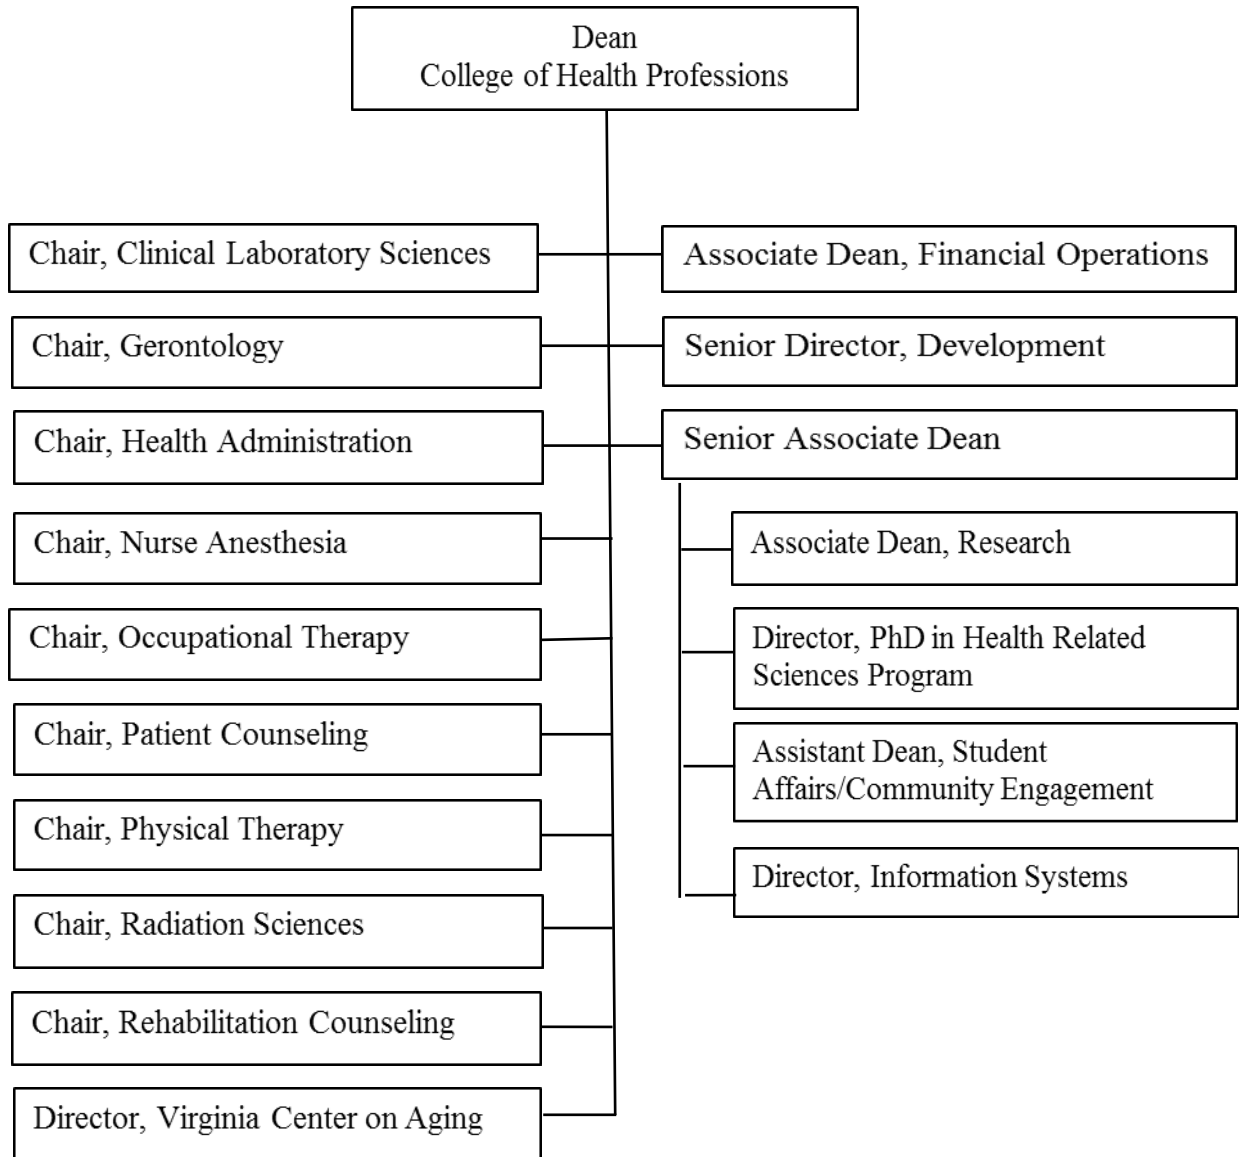 Dean
College of Health Professions
Chair, Clinical Laboratory Sciences
Chair, Gerontology
Chair, Health Administration
Chair, Nurse Anesthesia
Chair, Occupational Therapy
Chair, Patient Counseling
Chair, Physical Therapy
Chair, Radiation Sciences
Chair, Rehabilitation Counseling
Director, Virginia Center on Aging
Associate Dean, Financial Operations
Senior Director, Development
Senior Associate Dean
Associate Dean, Research
Director, PhD in Health Related
Sciences Program
Assistant Dean, Student
Affairs/Community Engagement
Director, Information Systems